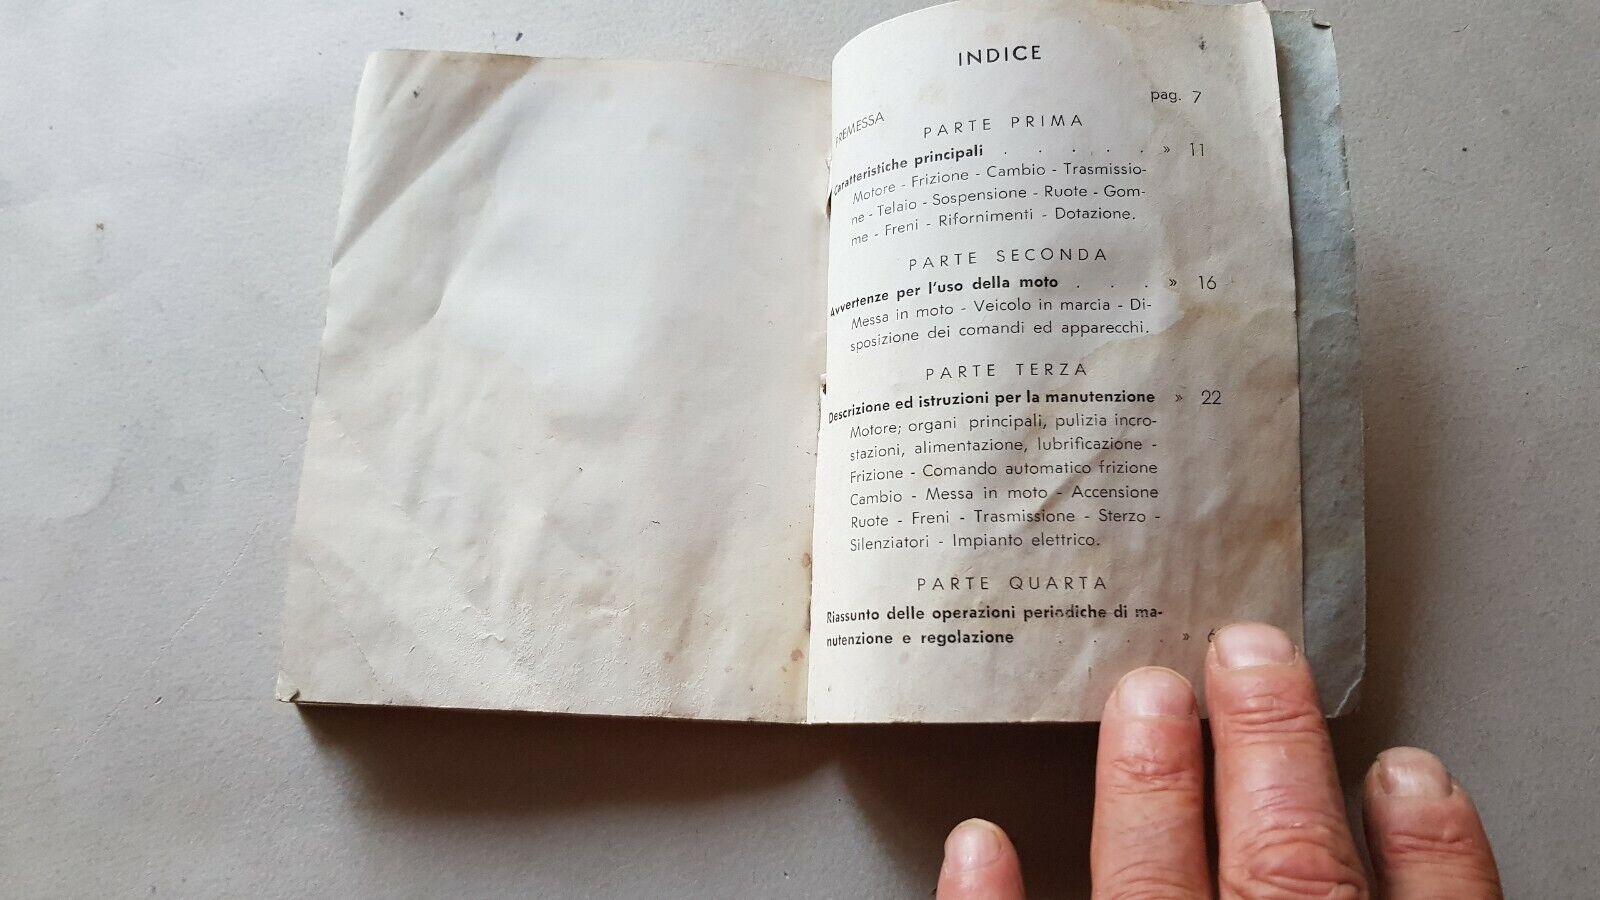 INDICE
PREMESSA pag. 7
PARTE PRIMA
Caratteristiche principali . . . . . » 11
Motore - Frizione - Cambio - Trasmissio-
ne - Telaio - Sospensione - Ruote - Gom-
me - Freni - Rifornimenti - Dotazione.
PARTE SECONDA
Avvertenze per l'uso della moto . . . » 16
Messa in moto - Veicolo in marcia - Di-
sposizione dei comandi ed apparecchi.
PARTE TERZA
Descrizione ed istruzioni per la manutenzione » 22
Motore; organi principali, pulizia incro-
stazioni, alimentazione, lubrificazione -
Frizione - Comando automatico frizione
Cambio - Messa in moto - Accensione
Ruote - Freni - Trasmissione - Sterzo -
Silenziatori - Impianto elettrico.
PARTE QUARTA
Riassunto delle operazioni periodiche di ma-
nutenzione e regolazione . . . . »